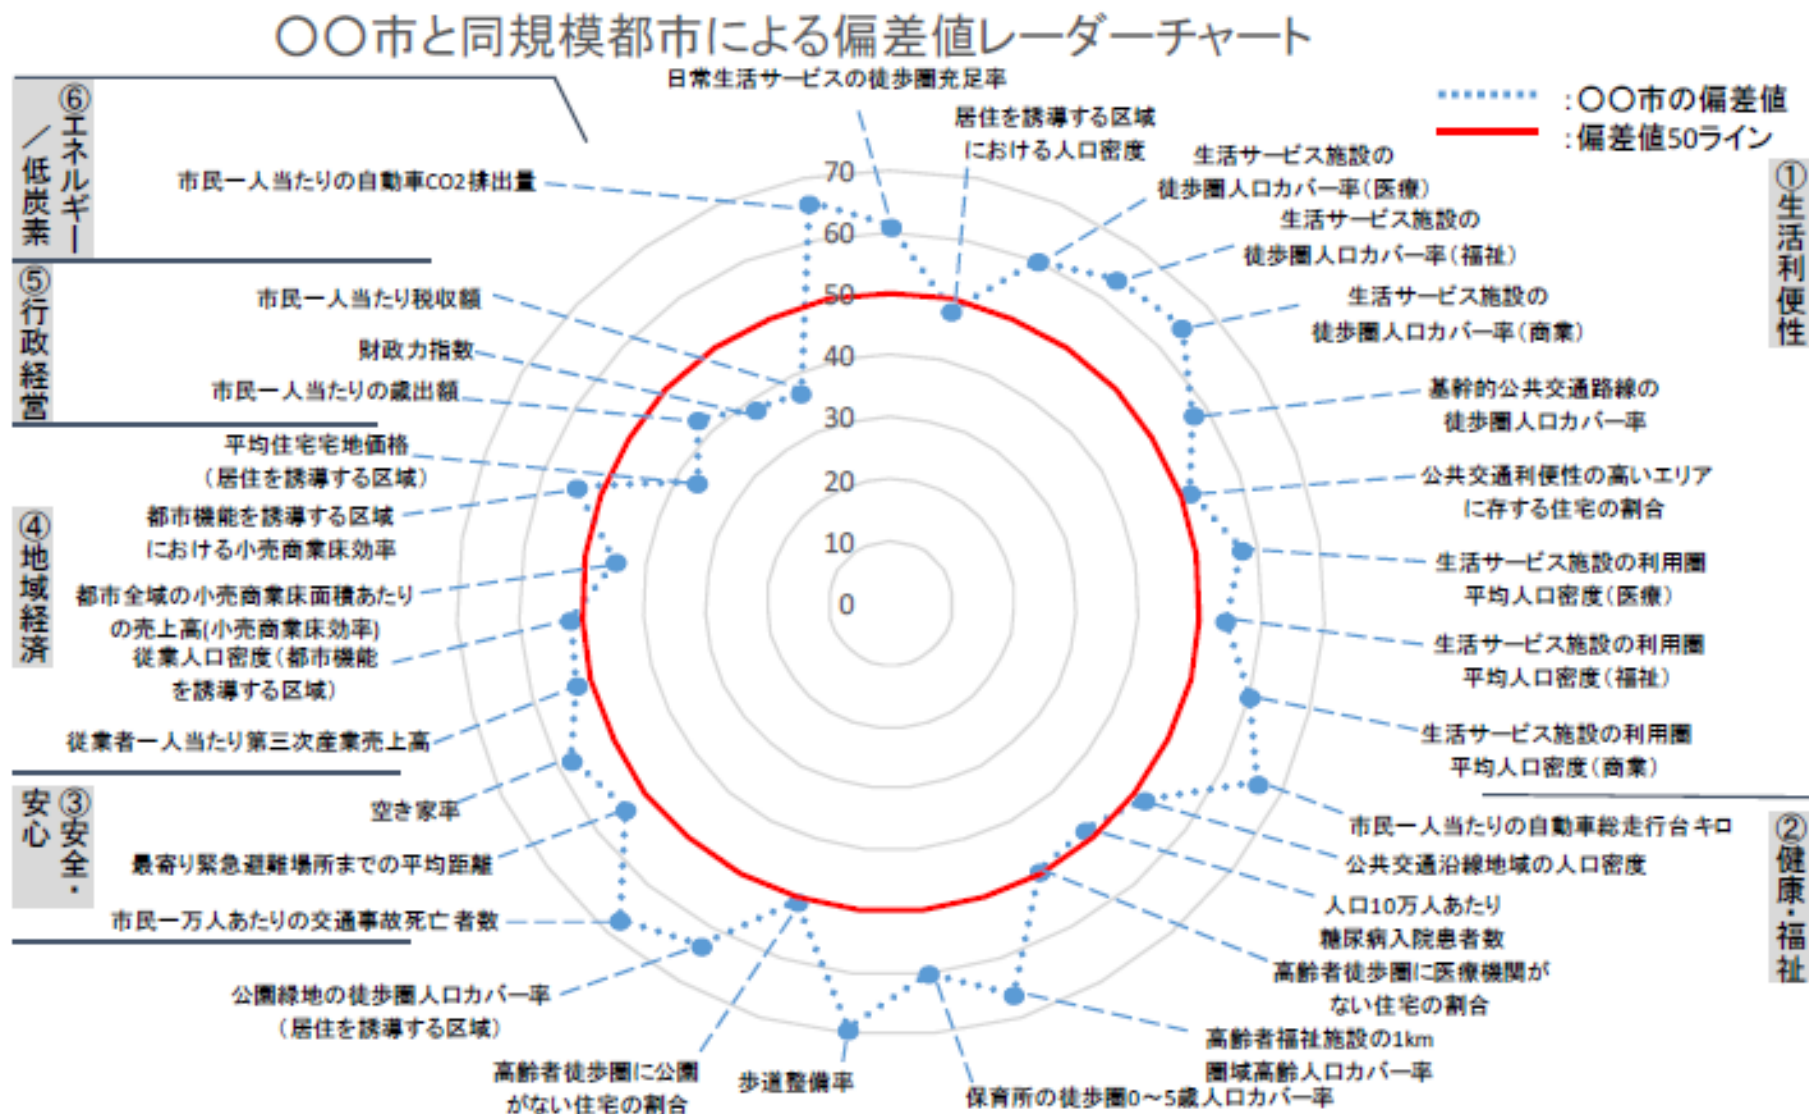 〇〇市と同規模都市による偏差値レーダーチャート
:〇〇市の偏差値
:偏差値50ライン
日常生活サービスの徒歩圏充足率
居住を誘導する区域
における人口密度
生活サービス施設の
徒歩圏人口カバー率(医療)
生活サービス施設の
徒歩圏人口カバー率(福祉)
生活サービス施設の
徒歩圏人口カバー率(商業)
基幹的公共交通路線の
徒歩圏人口カバー率
公共交通利便性の高いエリア
に存する住宅の割合
生活サービス施設の利用圏
平均人口密度(医療)
生活サービス施設の利用圏
平均人口密度(福祉)
生活サービス施設の利用圏
平均人口密度(商業)
市民一人当たりの自動車総走行台キロ
公共交通沿線地域の人口密度
人口10万人あたり
糖尿病入院患者数
高齢者徒歩圏に医療機関が
ない住宅の割合
高齢者福祉施設の1km
圏域高齢人口カバー率
保育所の徒歩圏0～5歳人口カバー率
歩道整備率
高齢者徒歩圏に公園
がない住宅の割合
公園緑地の徒歩圏人口カバー率
(居住を誘導する区域)
市民一万人あたりの交通事故死亡者数
最寄り緊急避難場所までの平均距離
空き家率
従業者一人当たり第三次産業売上高
従業人口密度(都市機能
を誘導する区域)
都市全域の小売商業床面積あたり
の売上高(小売商業床効率)
都市機能を誘導する区域
における小売商業床効率
平均住宅宅地価格
(居住を誘導する区域)
市民一人当たりの歳出額
財政力指数
市民一人当たり税収額
市民一人当たりの自動車CO2排出量
70
60
50
40
30
20
10
0
①生活利便性
②健康・福祉
③安全・
安心
④地域経済
⑤行政経営
⑥エネルギー
／低炭素